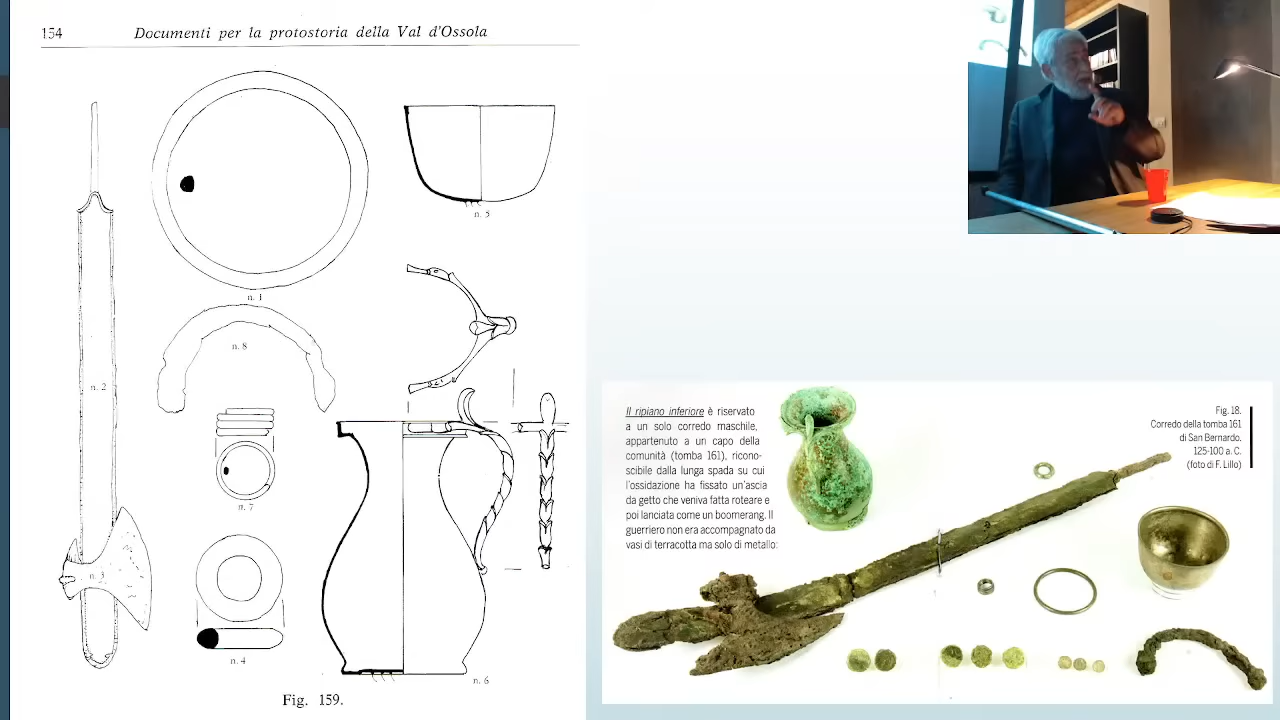 154
Documenti per la protostoria della Val d'Ossola
n. 1
n. 2
n. 3
n. 4
n. 5
n. 6
n. 7
n. 8
Fig. 159.
Il ripiano inferiore è riservato
a un solo corredo maschile,
appartenuto a un capo della
comunità (tomba 161), ricono-
scibile dalla lunga spada su cui
l'ossidazione ha fissato un'ascia
da getto che veniva fatta roteare e
poi lanciata come un boomerang. Il
guerriero non era accompagnato da
vasi di terracotta ma solo di metallo:
Fig. 18.
Corredo della tomba 161
di San Bernardo.
125-100 a. C.
(foto di F. Lillo)